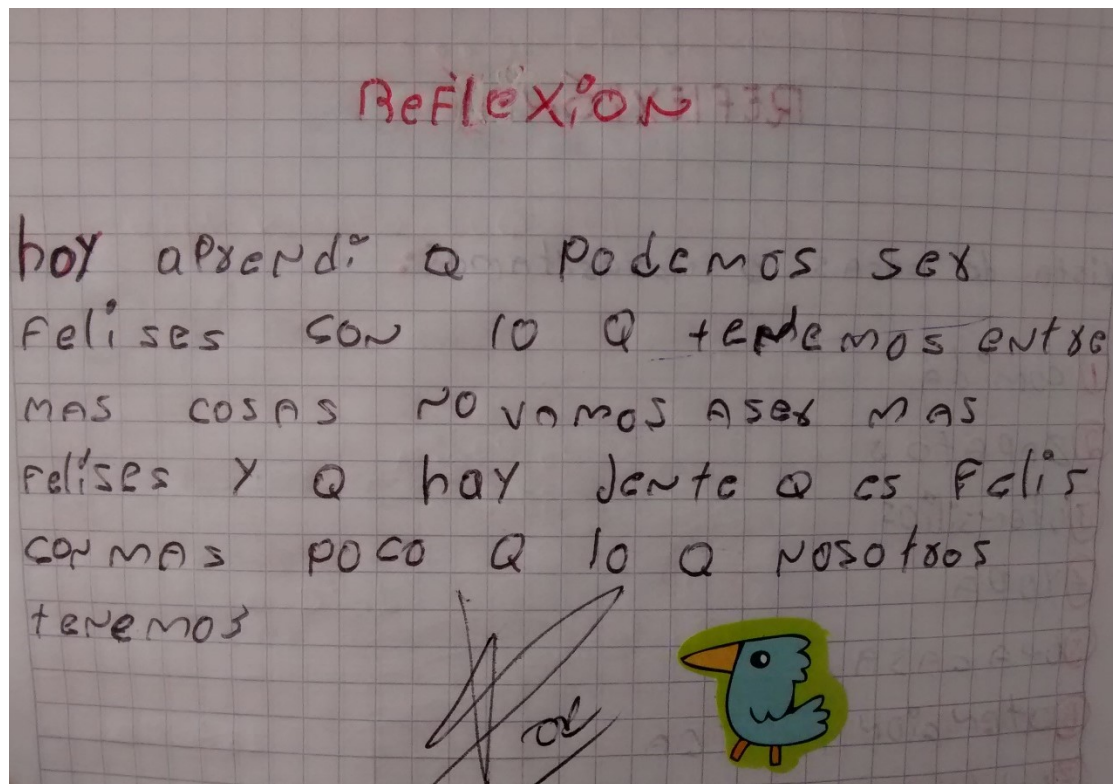 ReFleXioN
hoy aprendi Q podemos ser
Felises con lo Q tenemos entre
mas cosas no vamos aser mas
felises y Q hay jente Q es Felis
con mas poco Q lo Q nosotros
tenemos